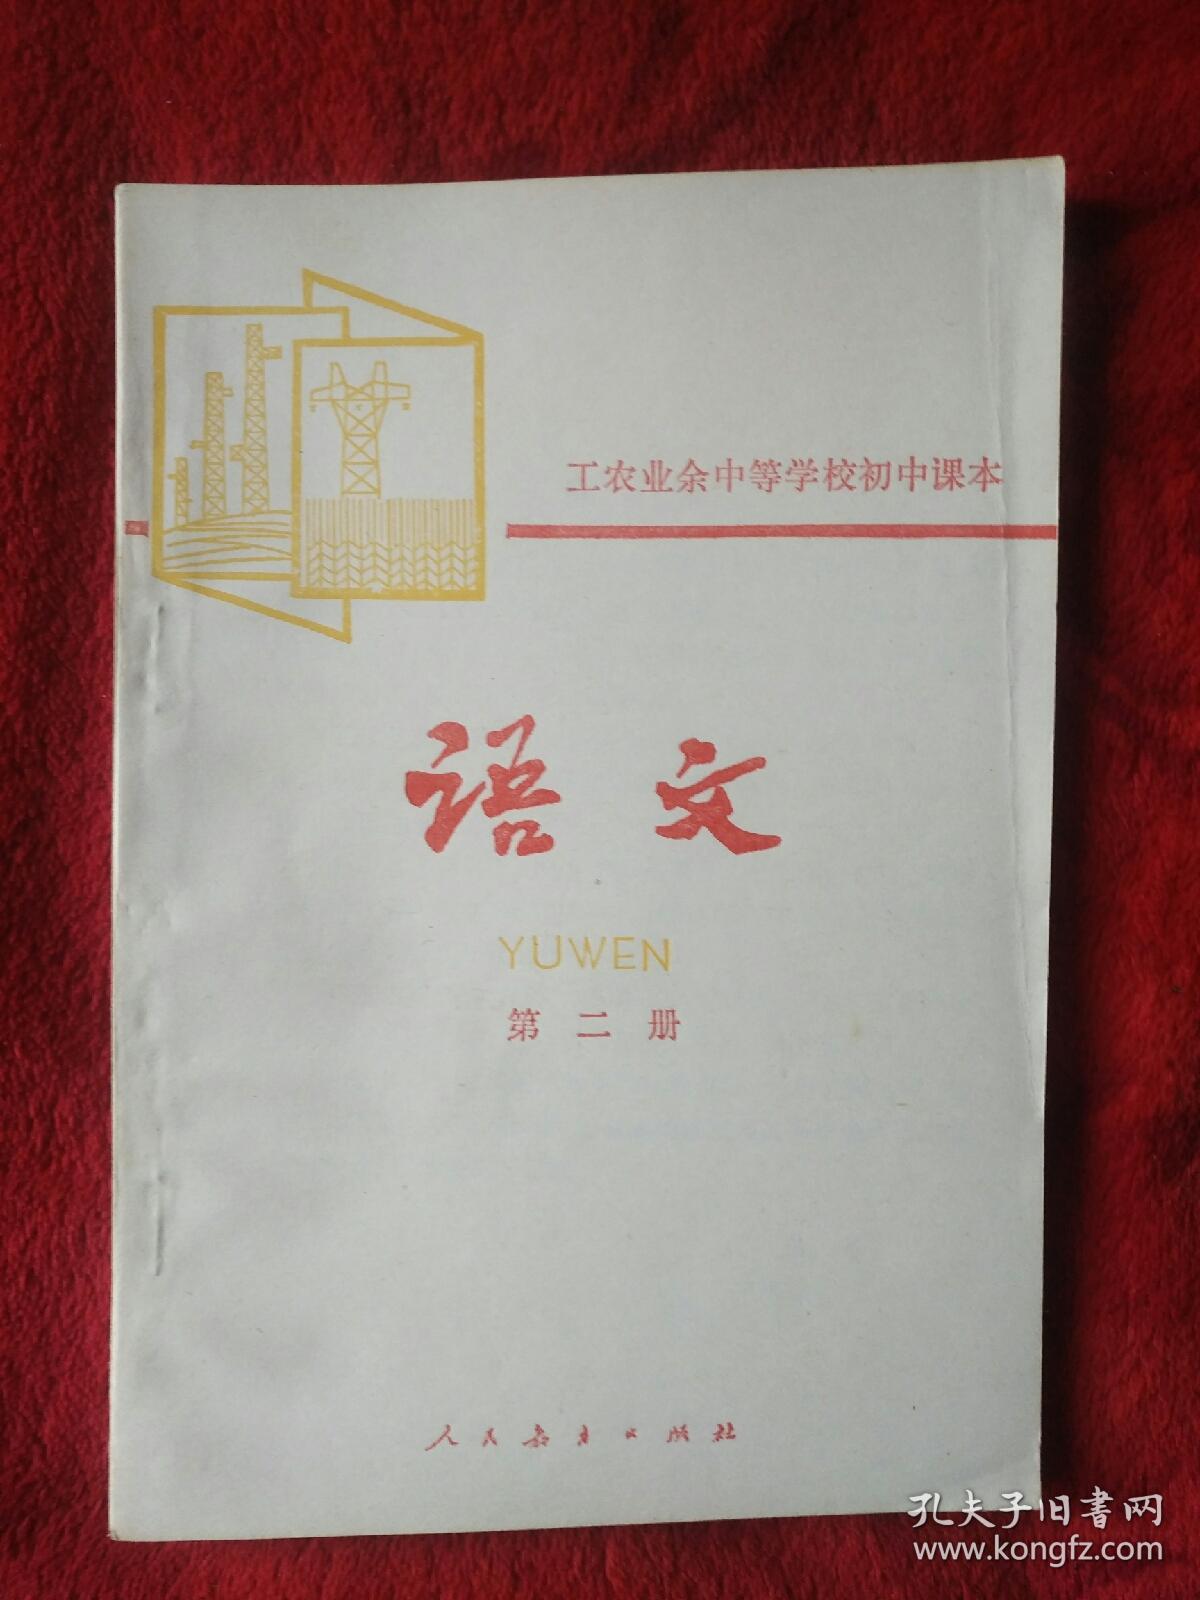 工农业余中等学校初中课本
语文
YUWEN
第二册
人民教育出版社
孔夫子旧书网
www.kongfz.com